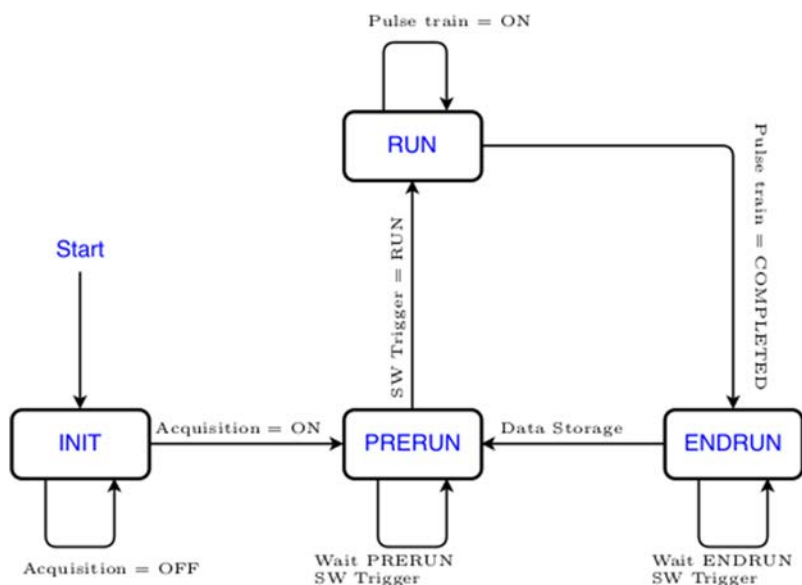 Pulse train = ON
RUN
Pulse train = COMPLETED
Start
SW Trigger = RUN
INIT
Acquisition = ON
PRERUN
Data Storage
ENDRUN
Acquisition = OFF
Wait PRERUN
SW Trigger
Wait ENDRUN
SW Trigger